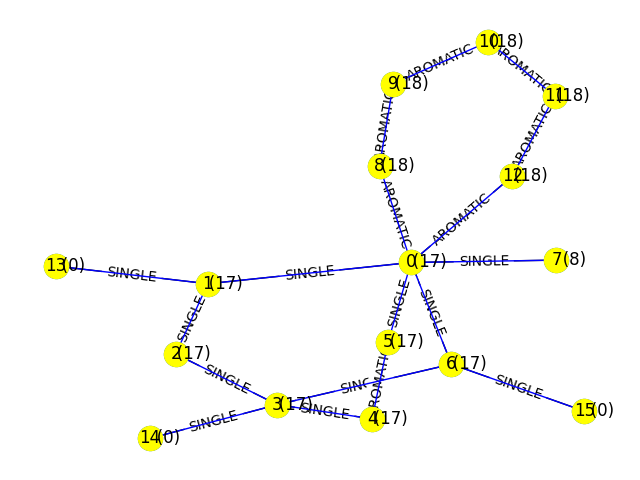 10(18)
AROMATIC
AROMATIC
9(18)
11(18)
AROMATIC
AROMATIC
8(18)
12(18)
AROMATIC
AROMATIC
13(0)
SINGLE
1(17)
SINGLE
0(17)
SINGLE
7(8)
SINGLE
SINGLE
SINGLE
5(17)
2(17)
SINGLE
6(17)
AROMATIC
SINGLE
3(17)
SINGLE
4(17)
15(0)
SINGLE
14(0)